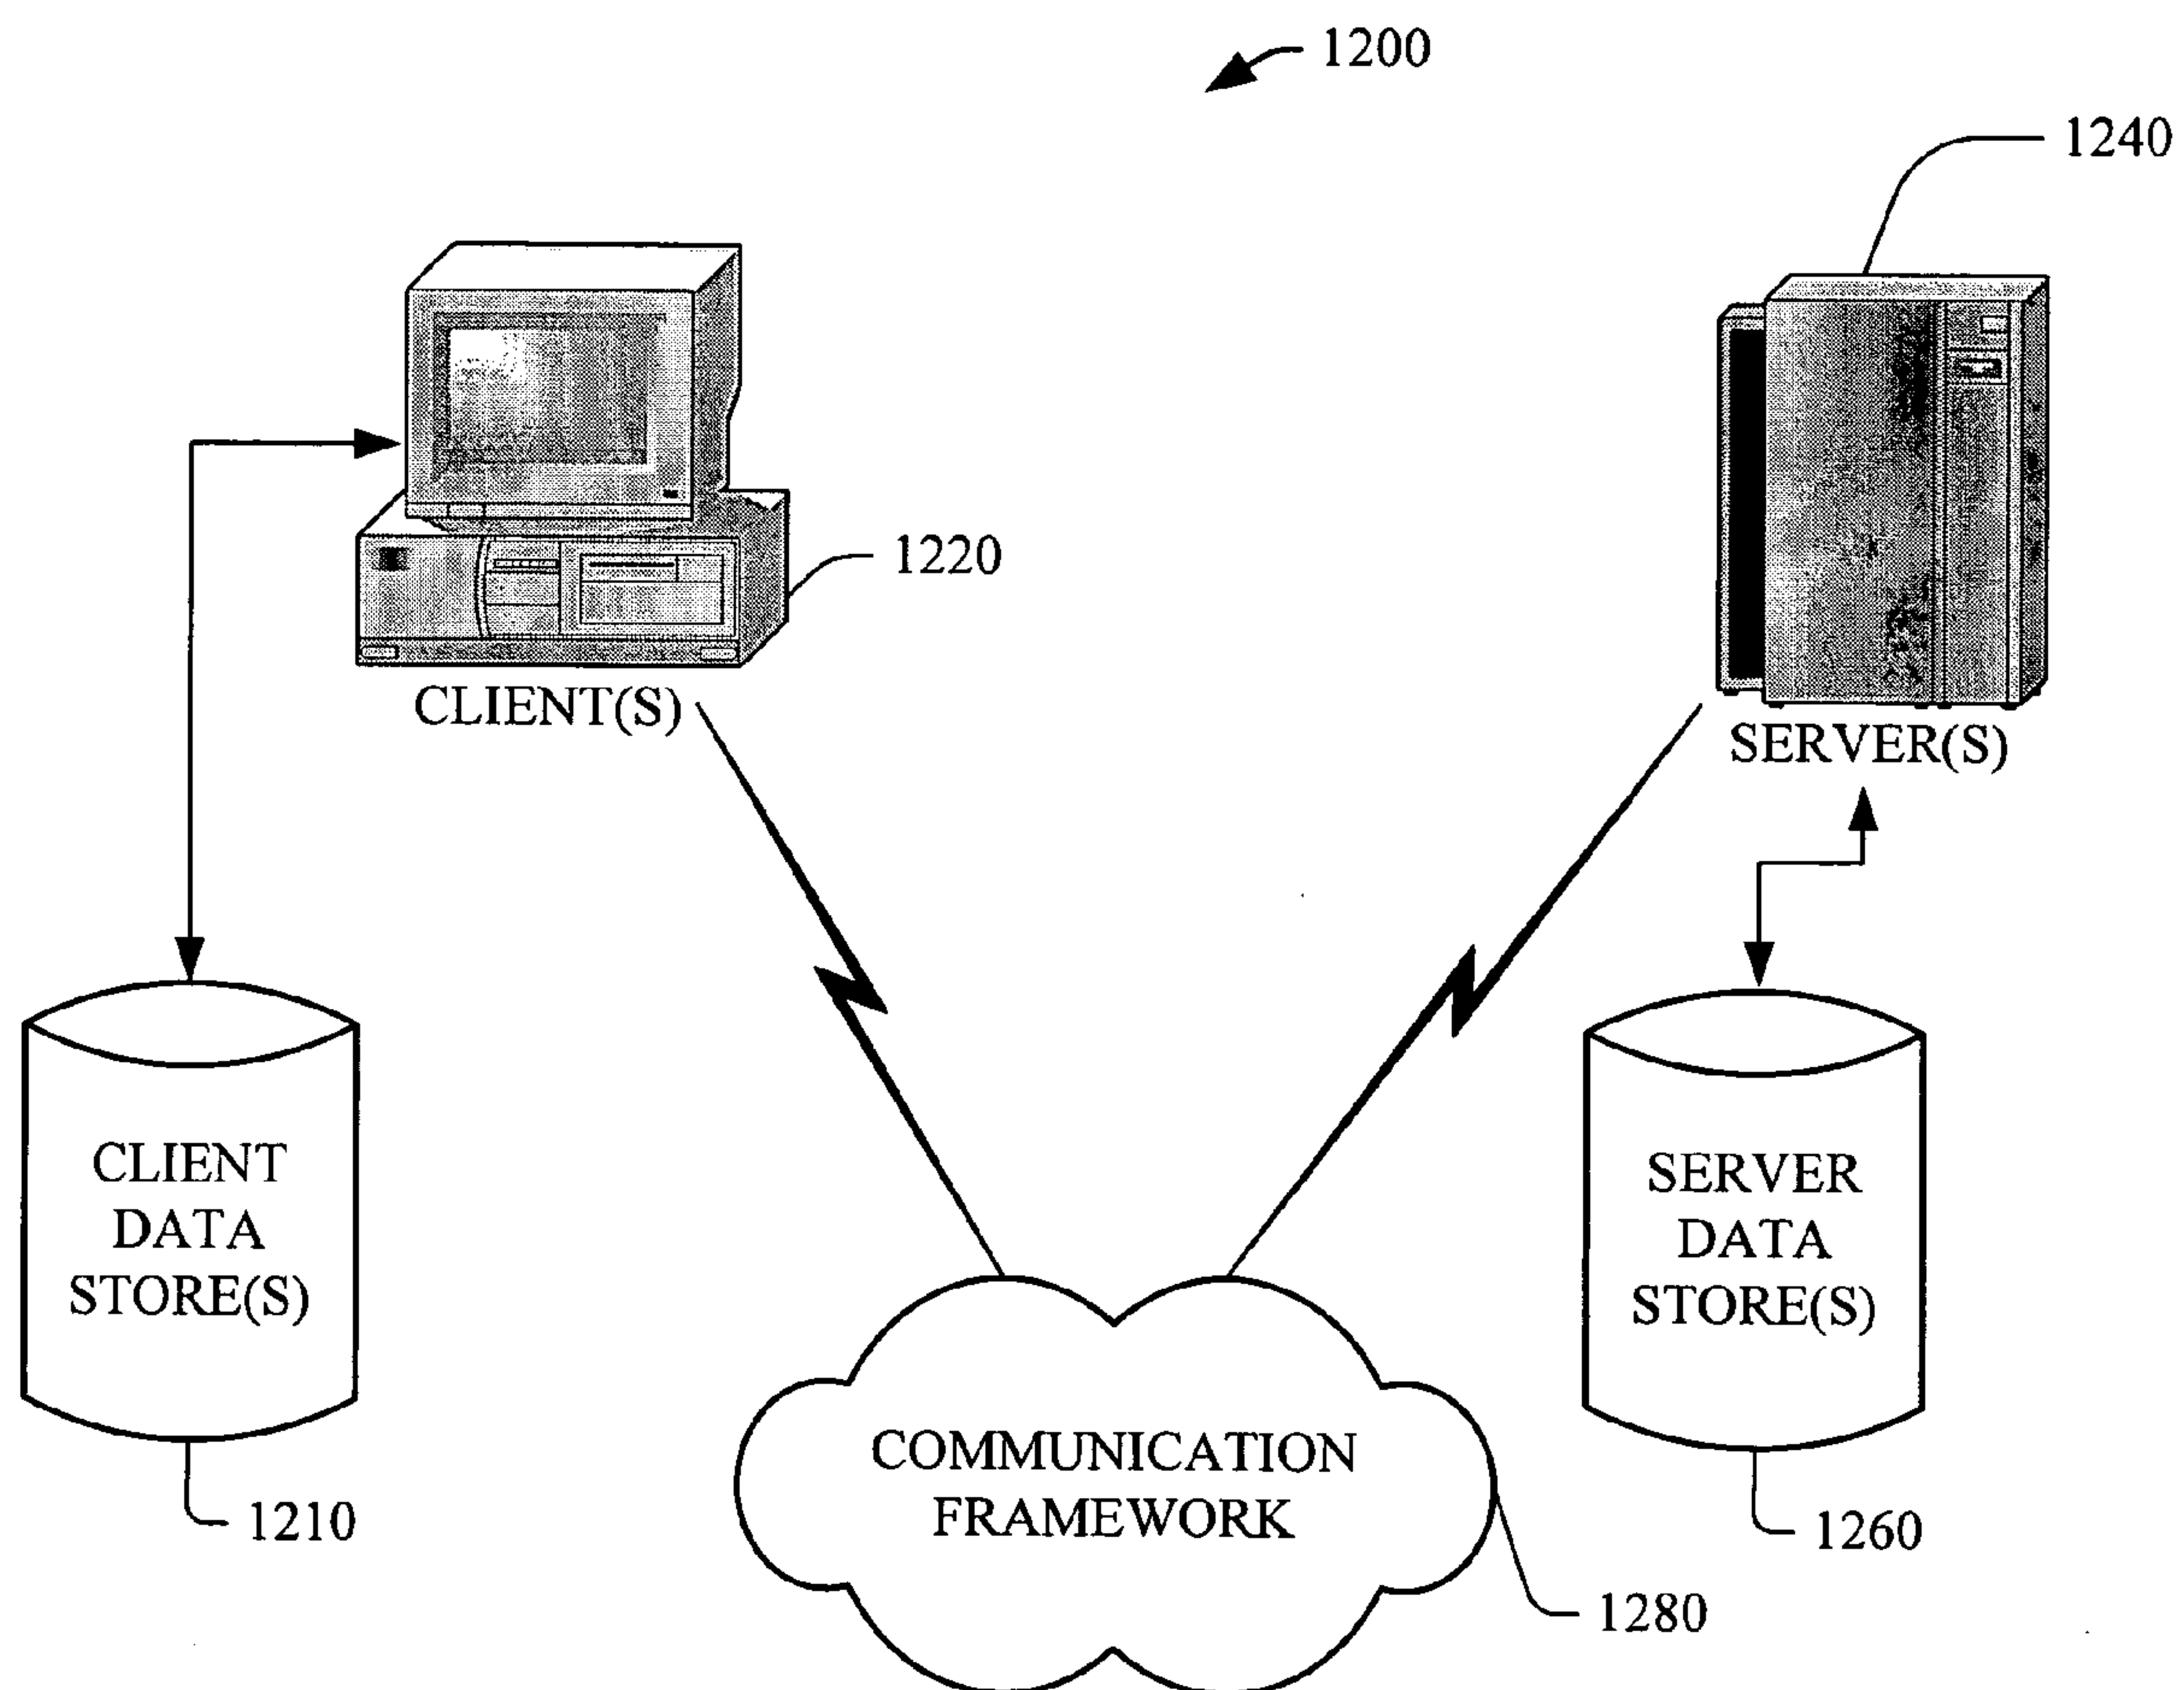 1200
1240
1220
CLIENT(S)
SERVER(S)
CLIENT
DATA
STORE(S)
SERVER
DATA
STORE(S)
COMMUNICATION
FRAMEWORK
1210
1260
1280